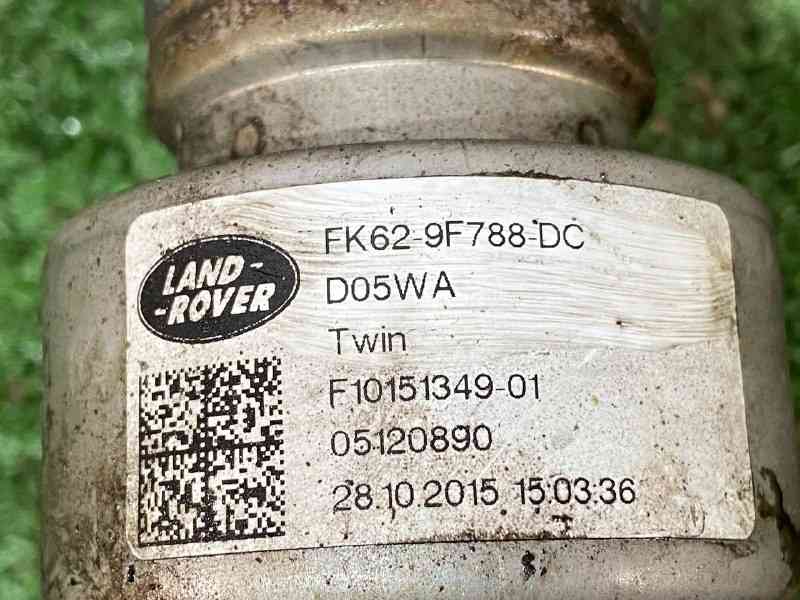 LAND-
-ROVER
FK62-9F788-DC
D05WA
Twin
F10151349-01
05120890
28.10.2015 15:03:36